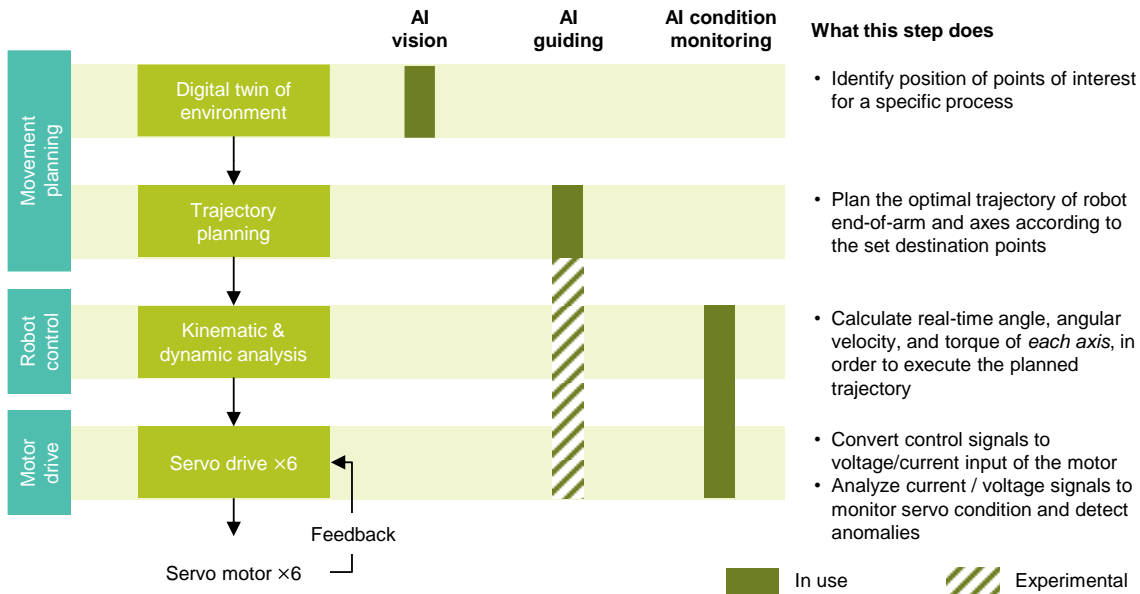 AI
vision
AI
guiding
AI condition
monitoring
What this step does
Movement
planning
Digital twin of
environment
• Identify position of points of interest
for a specific process
Trajectory
planning
• Plan the optimal trajectory of robot
end-of-arm and axes according to
the set destination points
Robot
control
Kinematic &
dynamic analysis
• Calculate real-time angle, angular
velocity, and torque of each axis, in
order to execute the planned
trajectory
Motor
drive
Servo drive ×6
• Convert control signals to
voltage/current input of the motor
• Analyze current / voltage signals to
monitor servo condition and detect
anomalies
Feedback
Servo motor ×6
In use
Experimental